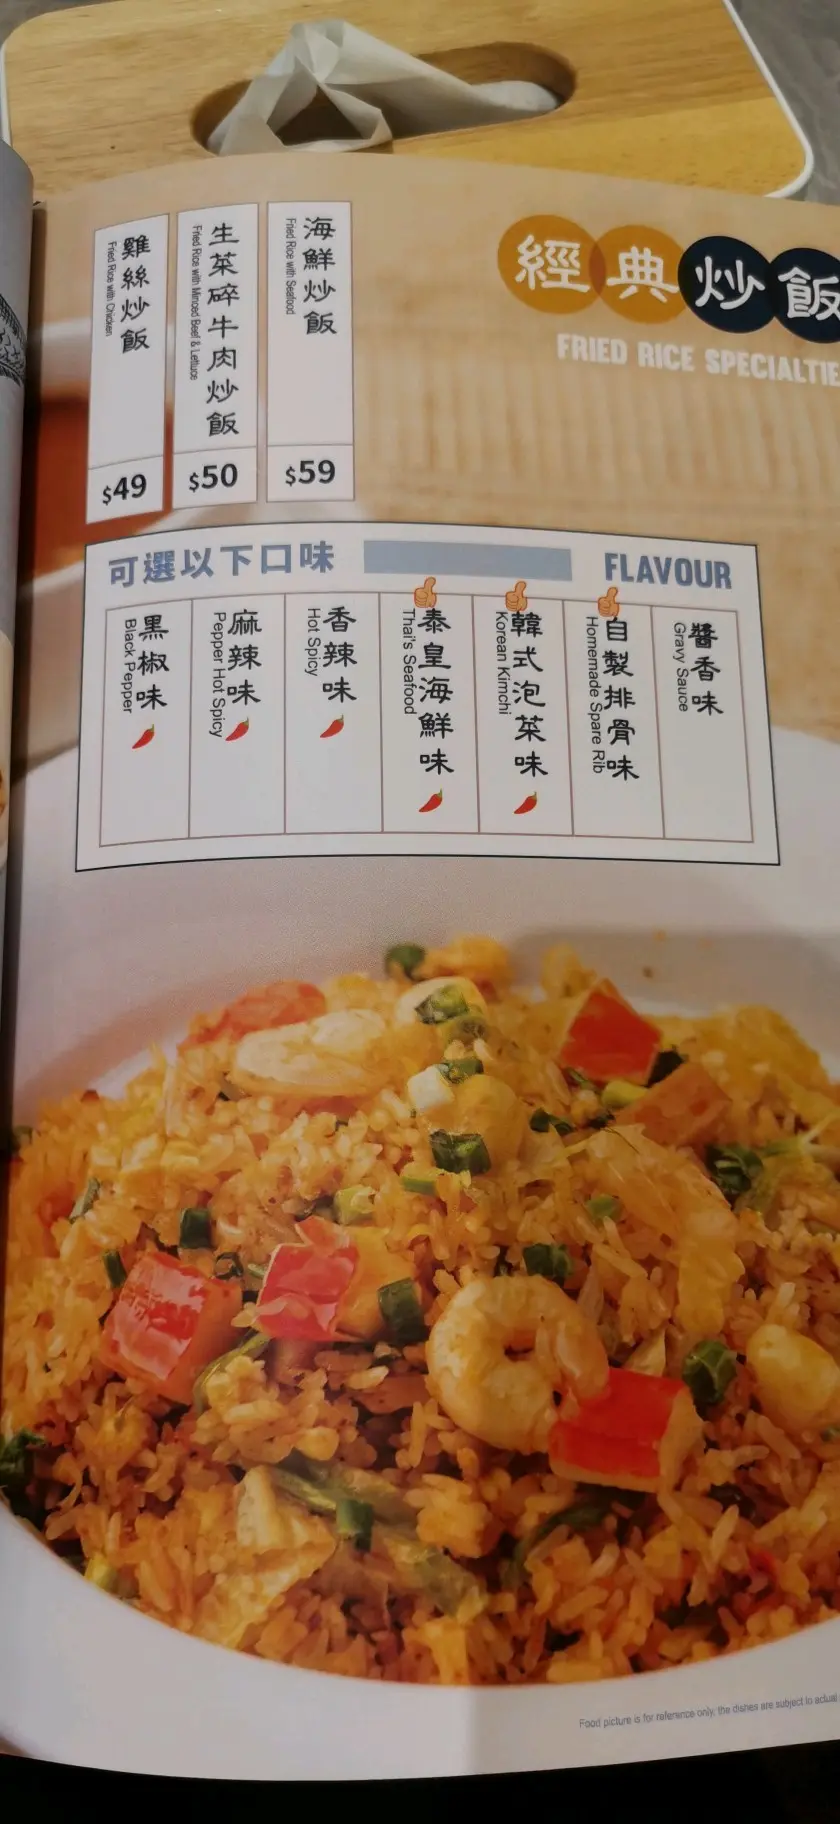 經典炒飯
FRIED RICE SPECIALTIE
海鮮炒飯
Fried Rice with Seafood
$59
生菜碎牛肉炒飯
Fried Rice with Minced Beef & Lettuce
$50
雞絲炒飯
Fried Rice with Chicken
$49
可選以下口味
FLAVOUR
醬香味
Gravy Sauce
自製排骨味
Homemade Spare Rib
韓式泡菜味
Korean Kimchi
泰皇海鮮味
Thai's Seafood
香辣味
Hot Spicy
麻辣味
Pepper Hot Spicy
黑椒味
Black Pepper
Food picture is for reference only, the dishes are subject to actual